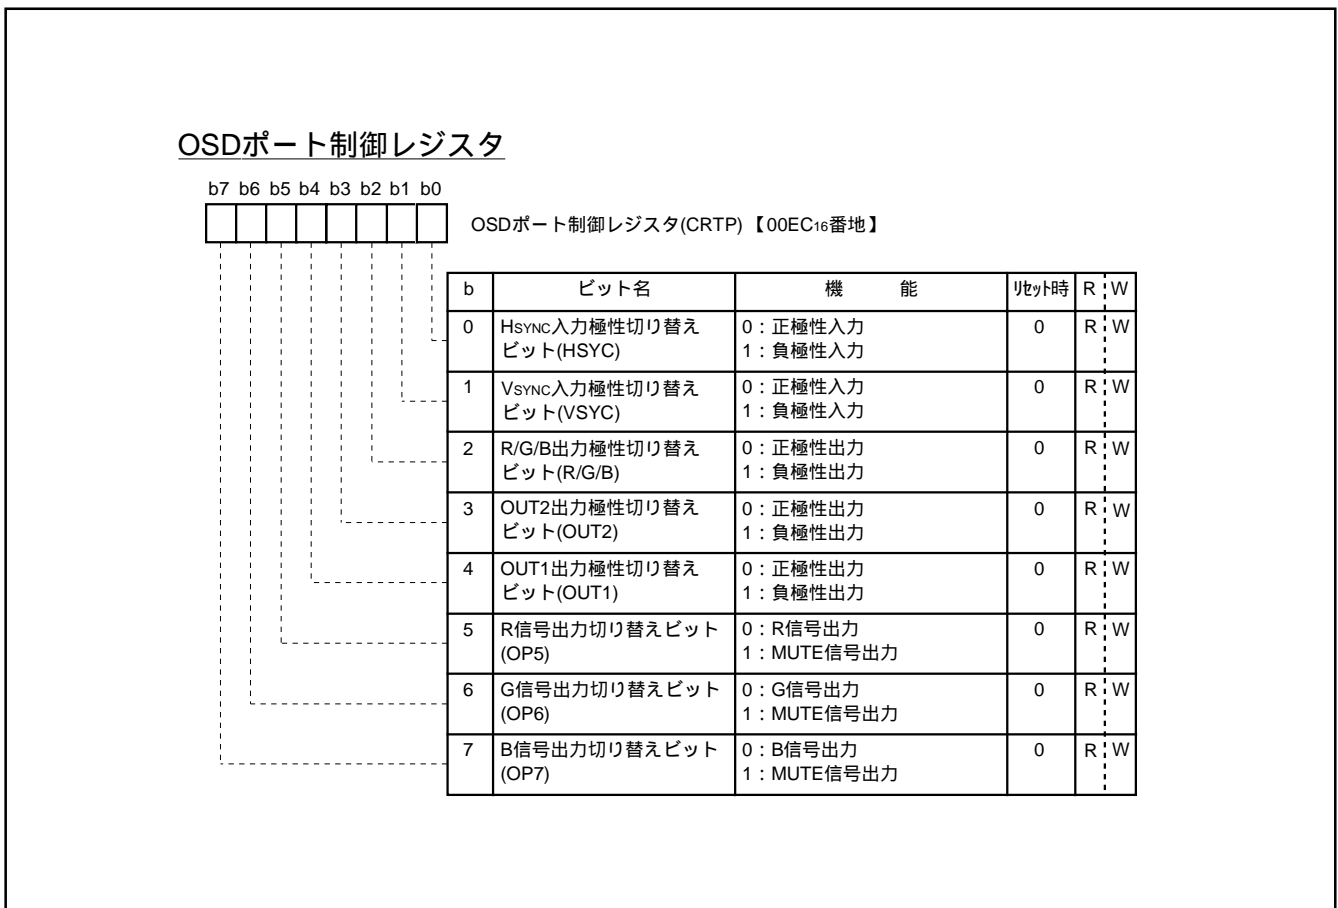 OSDポート制御レジスタ
b7 b6 b5 b4 b3 b2 b1 b0
OSDポート制御レジスタ(CRTP)【00EC16番地】
b ビット名 機 能 リセット時 R W
0 HSYNC入力極性切り替え 0：正極性入力 0 R W
ビット(HSYC) 1：負極性入力
1 VSYNC入力極性切り替え 0：正極性入力 0 R W
ビット(VSYC) 1：負極性入力
2 R/G/B出力極性切り替え 0：正極性出力 0 R W
ビット(R/G/B) 1：負極性出力
3 OUT2出力極性切り替え 0：正極性出力 0 R W
ビット(OUT2) 1：負極性出力
4 OUT1出力極性切り替え 0：正極性出力 0 R W
ビット(OUT1) 1：負極性出力
5 R信号出力切り替えビット 0：R信号出力 0 R W
(OP5) 1：MUTE信号出力
6 G信号出力切り替えビット 0：G信号出力 0 R W
(OP6) 1：MUTE信号出力
7 B信号出力切り替えビット 0：B信号出力 0 R W
(OP7) 1：MUTE信号出力